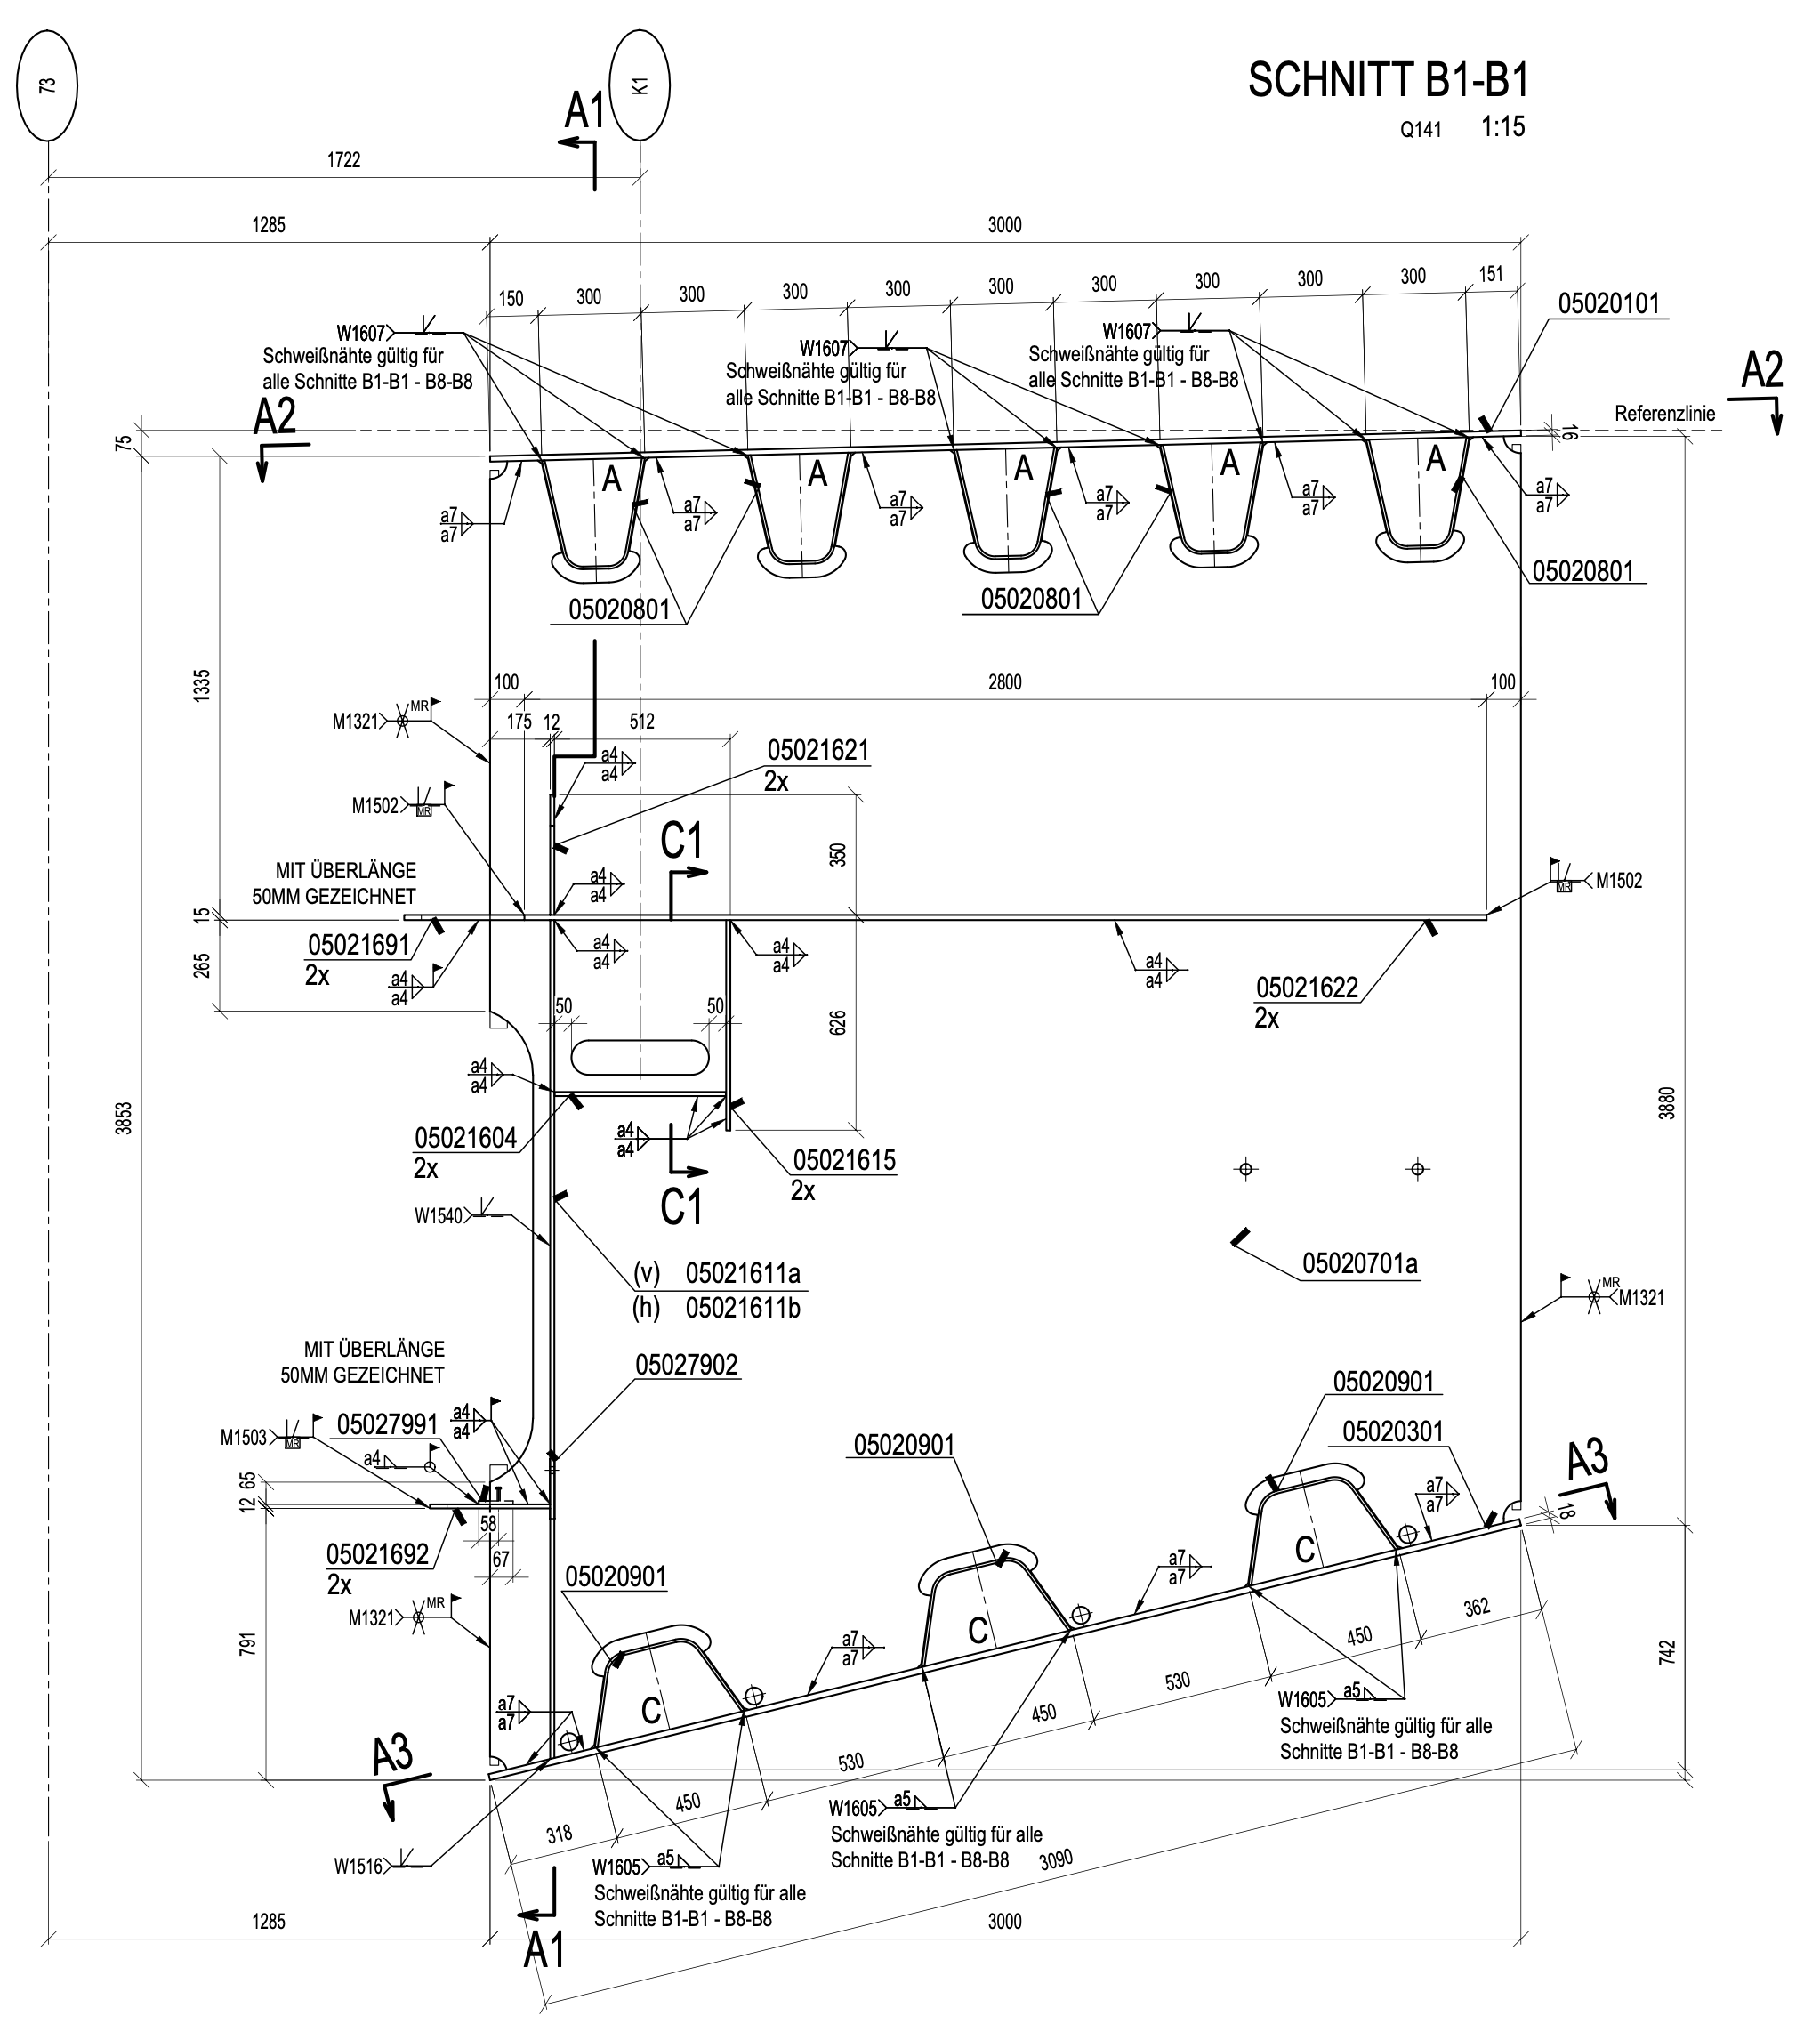 73
K1
A1
SCHNITT B1-B1
Q141 1:15
1722
1285
3000
150 300 300 300 300 300 300 300 300 300 151
05020101
W1607
Schweißnähte gültig für
alle Schnitte B1-B1 - B8-B8
W1607
Schweißnähte gültig für
alle Schnitte B1-B1 - B8-B8
W1607
Schweißnähte gültig für
alle Schnitte B1-B1 - B8-B8
A2
A2
Referenzlinie
75
16
A
A
A
A
A
a7
a7
a7
a7
a7
a7
a7
a7
a7
a7
a7
a7
05020801
05020801
05020801
1335
100
2800
100
175
12
512
M1321
MR
a4
a4
05021621
2x
M1502
MR
C1
350
MIT ÜBERLÄNGE
50MM GEZEICHNET
a4
a4
MR
M1502
15
05021691
2x
a4
a4
a4
a4
a4
a4
a4
a4
05021622
2x
265
50
50
626
a4
a4
3853
3880
05021604
2x
a4
a4
05021615
2x
C1
W1540
(v) 05021611a
(h) 05021611b
05020701a
MR
M1321
MIT ÜBERLÄNGE
50MM GEZEICHNET
05027902
05020901
M1503
MR
05027991
a4
a4
a4
05020901
05020301
A3
65
12
58
67
a7
a7
18
05021692
2x
05020901
a7
a7
C
C
C
M1321
MR
791
a7
a7
362
450
530
742
W1605
a5
Schweißnähte gültig für alle
Schnitte B1-B1 - B8-B8
a7
a7
A3
450
530
450
318
W1605
a5
Schweißnähte gültig für alle
Schnitte B1-B1 - B8-B8
3090
W1516
W1605
a5
Schweißnähte gültig für alle
Schnitte B1-B1 - B8-B8
1285
A1
3000